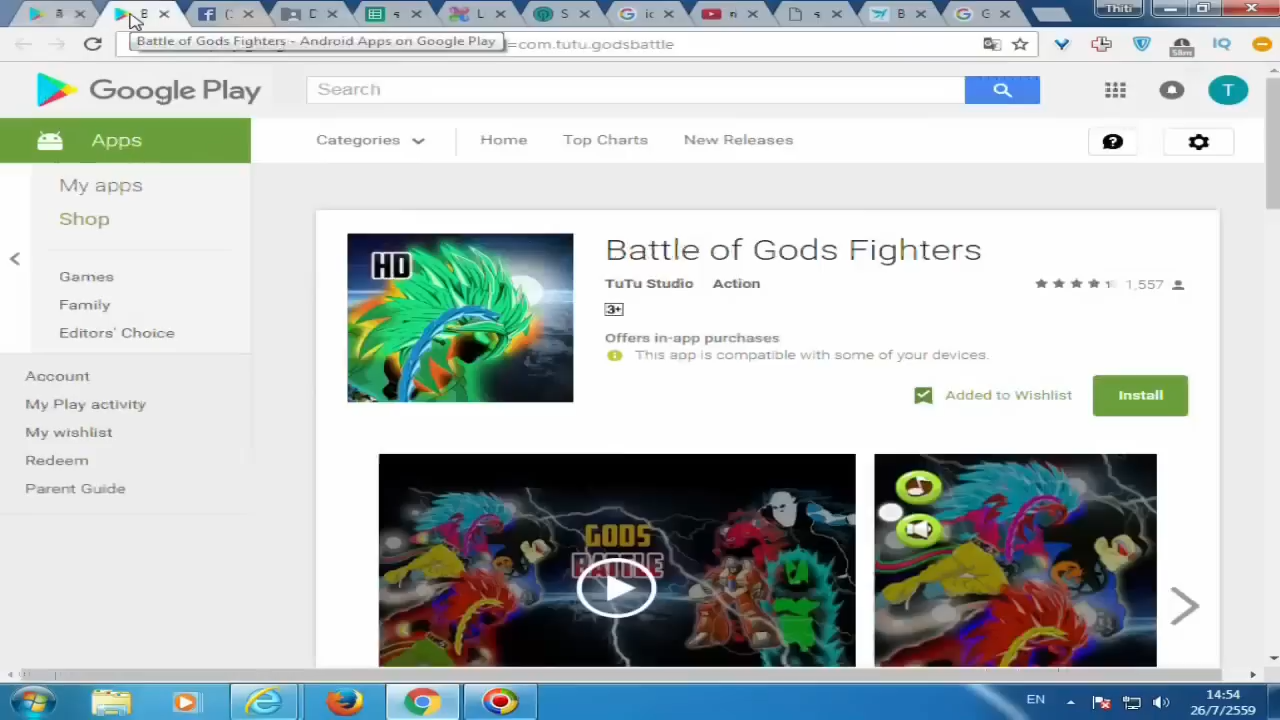 Battle of Gods Fighters - Android Apps on Google Play
=com.tutu.godsbattle
Thiti
58m
IQ
Google Play
Search
T
Apps
Categories
Home
Top Charts
New Releases
My apps
Shop
Games
Family
Editors' Choice
Account
My Play activity
My wishlist
Redeem
Parent Guide
HD
Battle of Gods Fighters
TuTu Studio
Action
1,557
3+
Offers in-app purchases
This app is compatible with some of your devices.
Added to Wishlist
Install
GODS
BATTLE
EN
14:54
26/7/2559